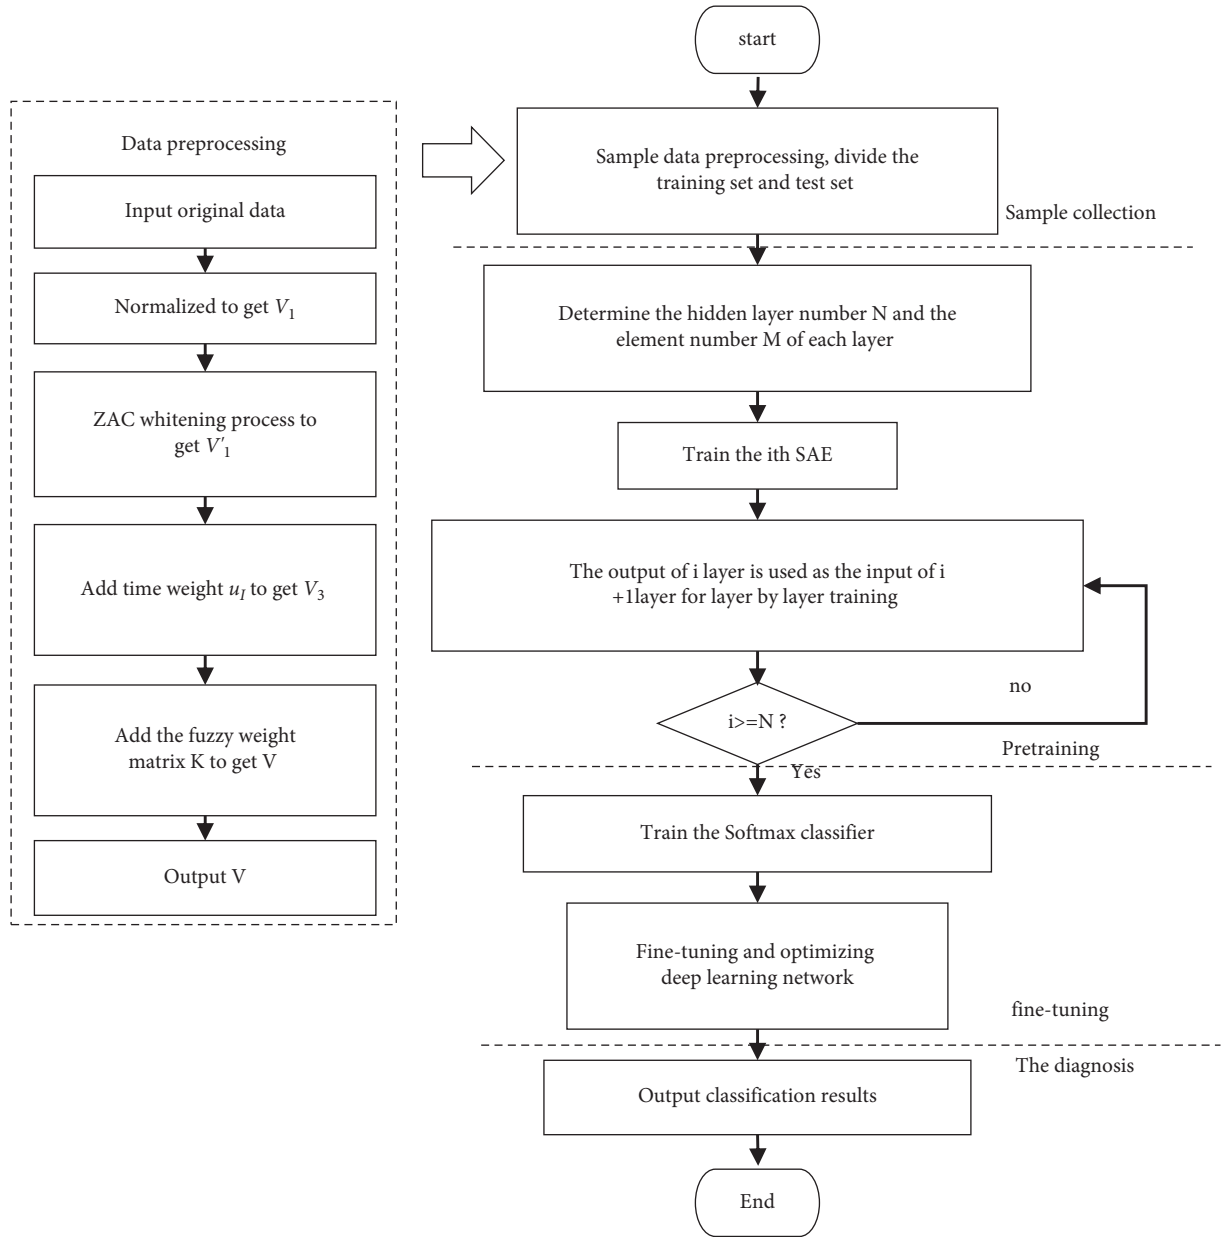 start
Data preprocessing
Input original data
Normalized to get V1
ZAC whitening process to
get V′1
Add time weight uI to get V3
Add the fuzzy weight
matrix K to get V
Output V
Sample data preprocessing, divide the
training set and test set
Sample collection
Determine the hidden layer number N and the
element number M of each layer
Train the ith SAE
The output of i layer is used as the input of i
+1layer for layer by layer training
no
i>=N ?
Pretraining
Yes
Train the Softmax classifier
Fine-tuning and optimizing
deep learning network
fine-tuning
The diagnosis
Output classification results
End